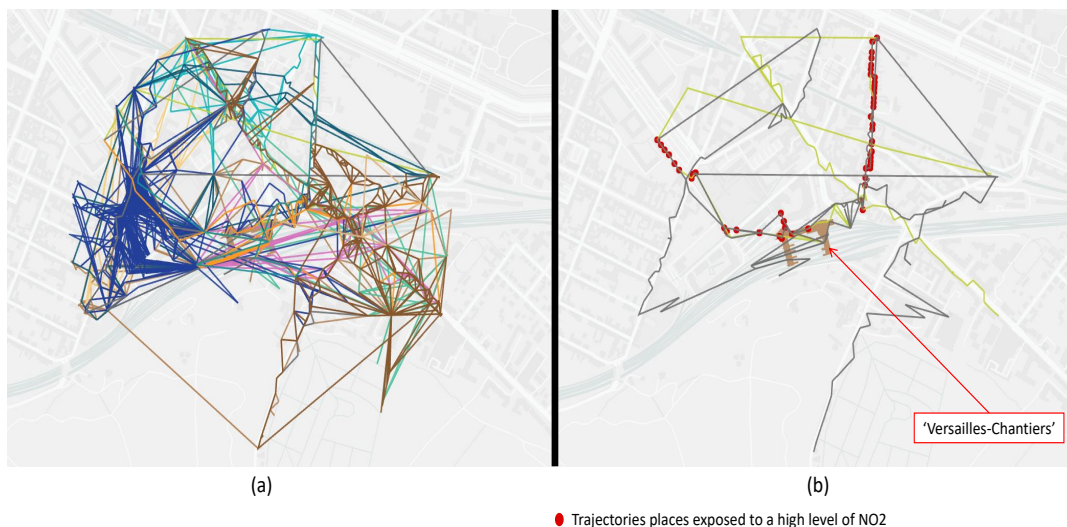 ‘Versailles-Chantiers’
(a)
(b)
Trajectories places exposed to a high level of NO2